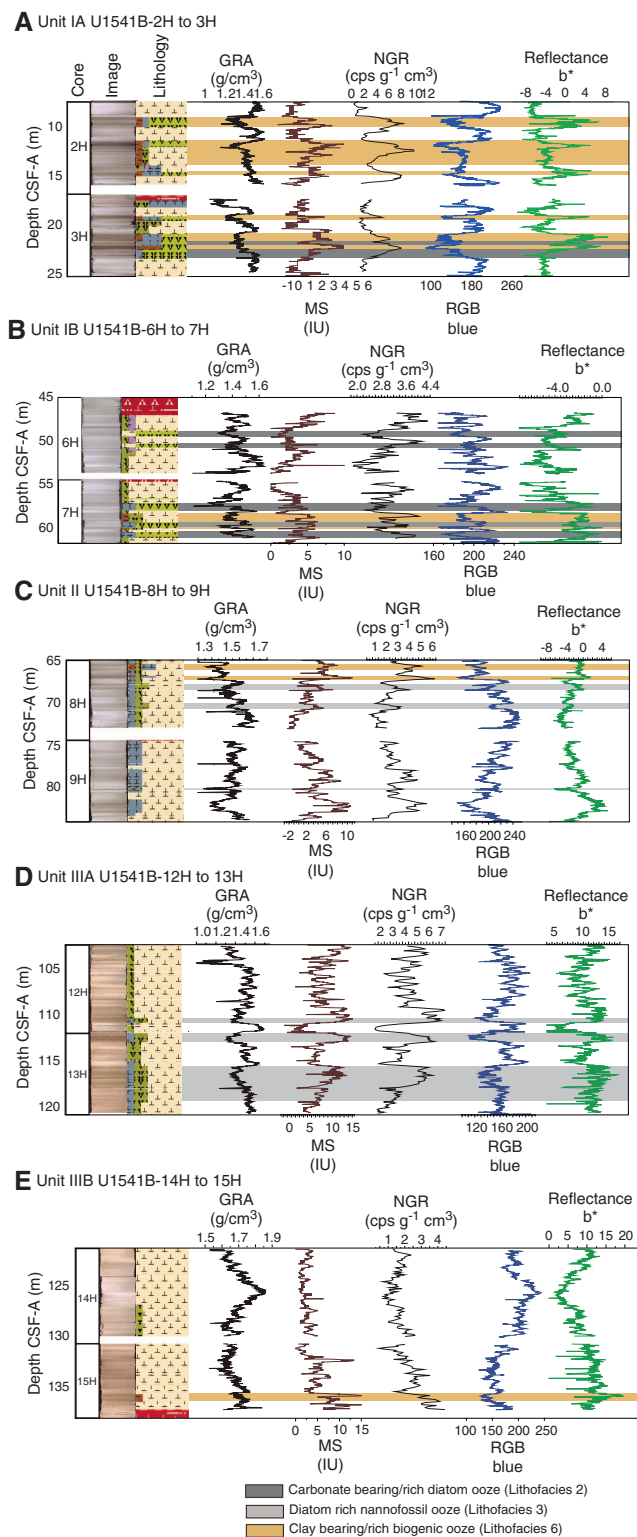 A Unit IA U1541B-2H to 3H
Core
Image
Lithology
GRA
(g/cm3)
1 1.21.41.6
NGR
(cps g-1 cm3)
0 2 4 6 8 1012
Reflectance
b*
-8 -4 0 4 8
Depth CSF-A (m)
10
15
20
25
2H
3H
-10 1 2 3 4 5 6
MS
(IU)
100 180 260
RGB
blue
B Unit IB U1541B-6H to 7H
GRA
(g/cm3)
1.2 1.4 1.6
NGR
(cps g-1 cm3)
2.0 2.8 3.6 4.4
Reflectance
b*
-4.0 0.0
Depth CSF-A (m)
45
50
55
60
6H
7H
0 5 10
MS
(IU)
160 200 240
RGB
blue
C Unit II U1541B-8H to 9H
GRA
(g/cm3)
1.3 1.5 1.7
NGR
(cps g-1 cm3)
1 2 3 4 5 6
Reflectance
b*
-8 -4 0 4
Depth CSF-A (m)
65
70
75
80
8H
9H
-2 2 6 10
MS
(IU)
160 200 240
RGB
blue
D Unit IIIA U1541B-12H to 13H
GRA
(g/cm3)
1.0 1.21.4 1.6
NGR
(cps g-1 cm3)
2 3 4 5 6 7
Reflectance
b*
5 10 15
Depth CSF-A (m)
105
110
115
120
12H
13H
0 5 10 15
MS
(IU)
120 160 200
RGB
blue
E Unit IIIB U1541B-14H to 15H
GRA
(g/cm3)
1.5 1.7 1.9
NGR
(cps g-1 cm3)
1 2 3 4
Reflectance
b*
0 5 10 15 20
Depth CSF-A (m)
125
130
135
14H
15H
0 5 10 15
MS
(IU)
100 150 200 250
RGB
blue
Carbonate bearing/rich diatom ooze (Lithofacies 2)
Diatom rich nannofossil ooze (Lithofacies 3)
Clay bearing/rich biogenic ooze (Lithofacies 6)